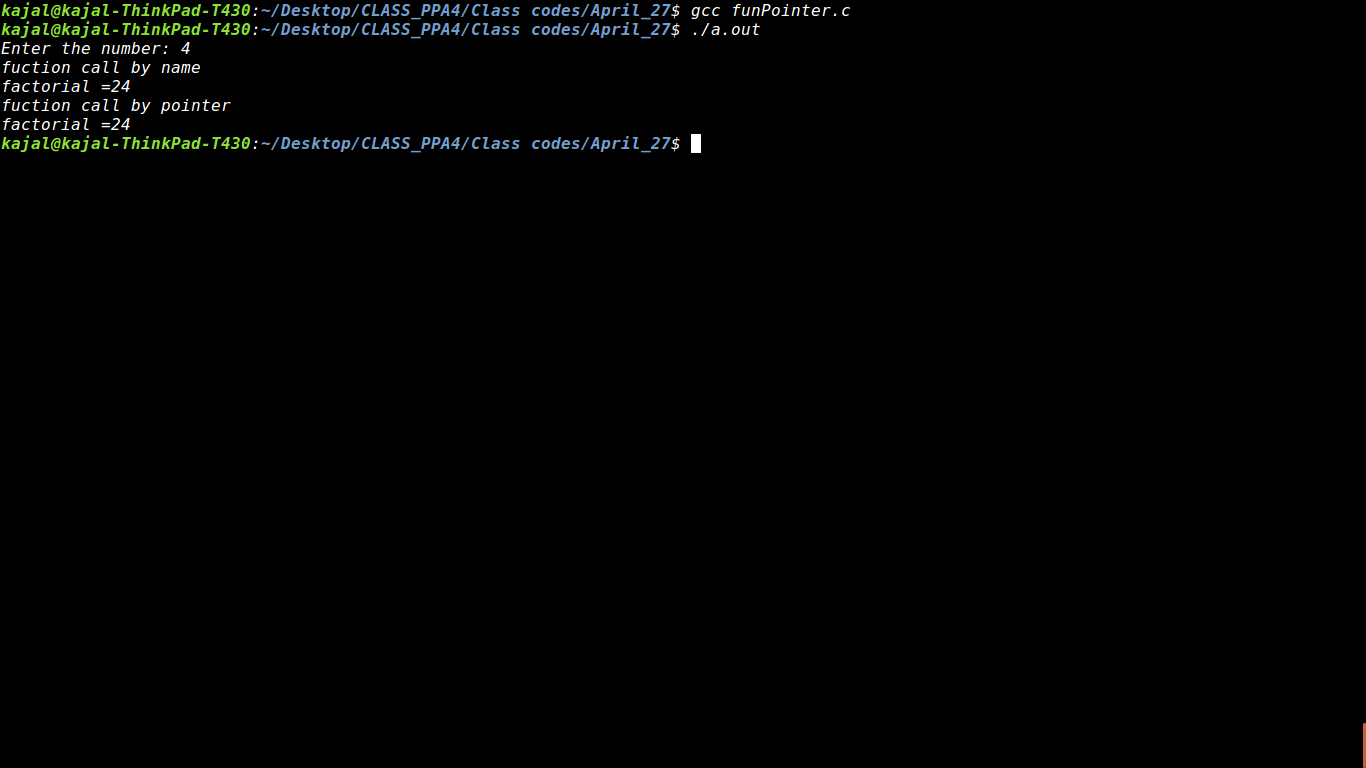 kajal@kajal-ThinkPad-T430:~/Desktop/CLASS_PPA4/Class codes/April_27$ gcc funPointer.c
kajal@kajal-ThinkPad-T430:~/Desktop/CLASS_PPA4/Class codes/April_27$ ./a.out
Enter the number: 4
fuction call by name
factorial =24
fuction call by pointer
factorial =24
kajal@kajal-ThinkPad-T430:~/Desktop/CLASS_PPA4/Class codes/April_27$